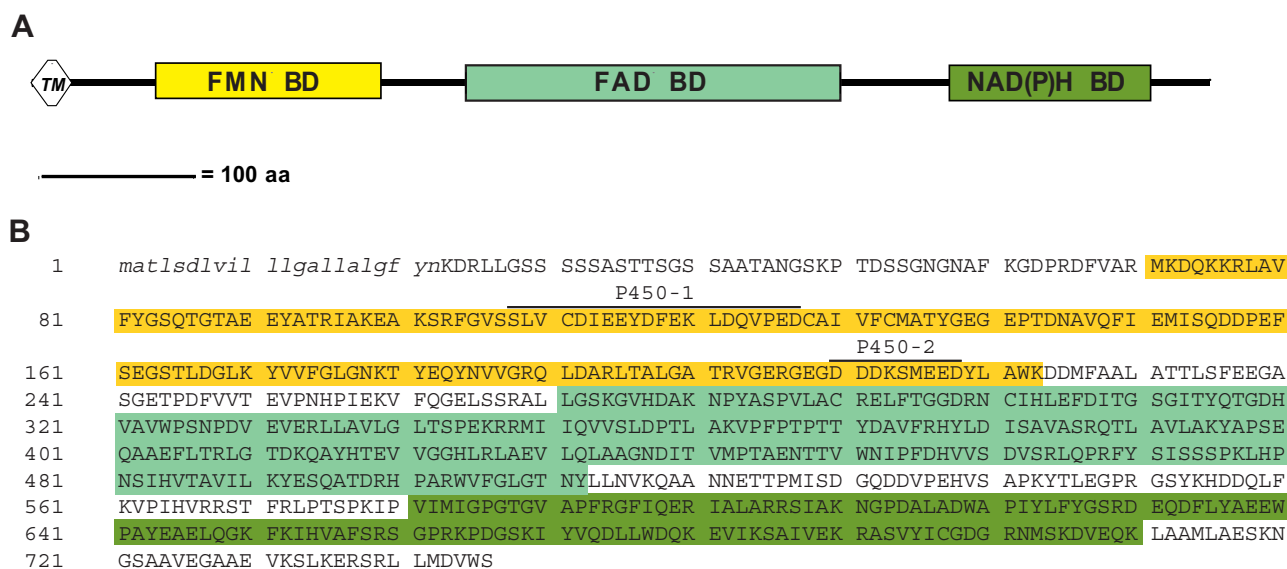 A
TM FMN BD FAD BD NAD(P)H BD
= 100 aa
B
1 matlsdlvil llgallalgf ynKDRLLGSS SSSSASTTSGS SAATANGSKP TDSSGNGNAF KGDPRDFVAR MKDQKKRLAV
P450-1
81 FYGSQTGTAE EYATRIAKEA KSRFGVSSLV CDIEEYDFEK LDQVPEDCAI VFCMATYGEG EPTDNAVQFI EMISQDDPEF
P450-2
161 SEGSTLDGLK YVVFGLGNKT YEQYNVVGRQ LDARLTALGA TRVGERGEGD DDKSMEEDYL AWKDDMFAAL ATTLSFEEGA
241 SGETPDFVVT EVPNHPIEKV FQGELSSRAL LGSKGVHDAK NPYASPVLAC RELFTGGDRN CIHLEFDITG SGITYQTGDH
321 VAVWPSNPDV EVERLLAVLG LTSPEKRRMI IQVVSLDPTL AKVPFPTPTT YDAVFRHYLD ISAVASRQTL AVLAKYAPSE
401 QAAEFLTRLG TDKQAYHTEV VGGHLRLAEV LQLAAGNDIT VMPTAENTTV WNIPFDHVVS DVSRLQPRFY SISSSPKLHP
481 NSIHVTAVIL KYESQATDRH PARWVFGLGT NYLLNVKQAA NNETTPMISD GQDDVPEHVS APKYTLEGPR GSYKHDDQLF
561 KVPIHVRRST FRLPTSPKIP VIMIGPGTGV APFRGFIQER IALARRSIAK NGPDALADWA PIYLFYGSRD EQDFLYAEEW
641 PAYEAELQGK FKIHVAFSRS GPRKPDGSKI YVQDLLWDQK EVIKSAIVEK RASVYICGDG RNMSKDVEQK LAAMLAESKN
721 GSAAVEGAAE VKSLKERSRL LMDVWS